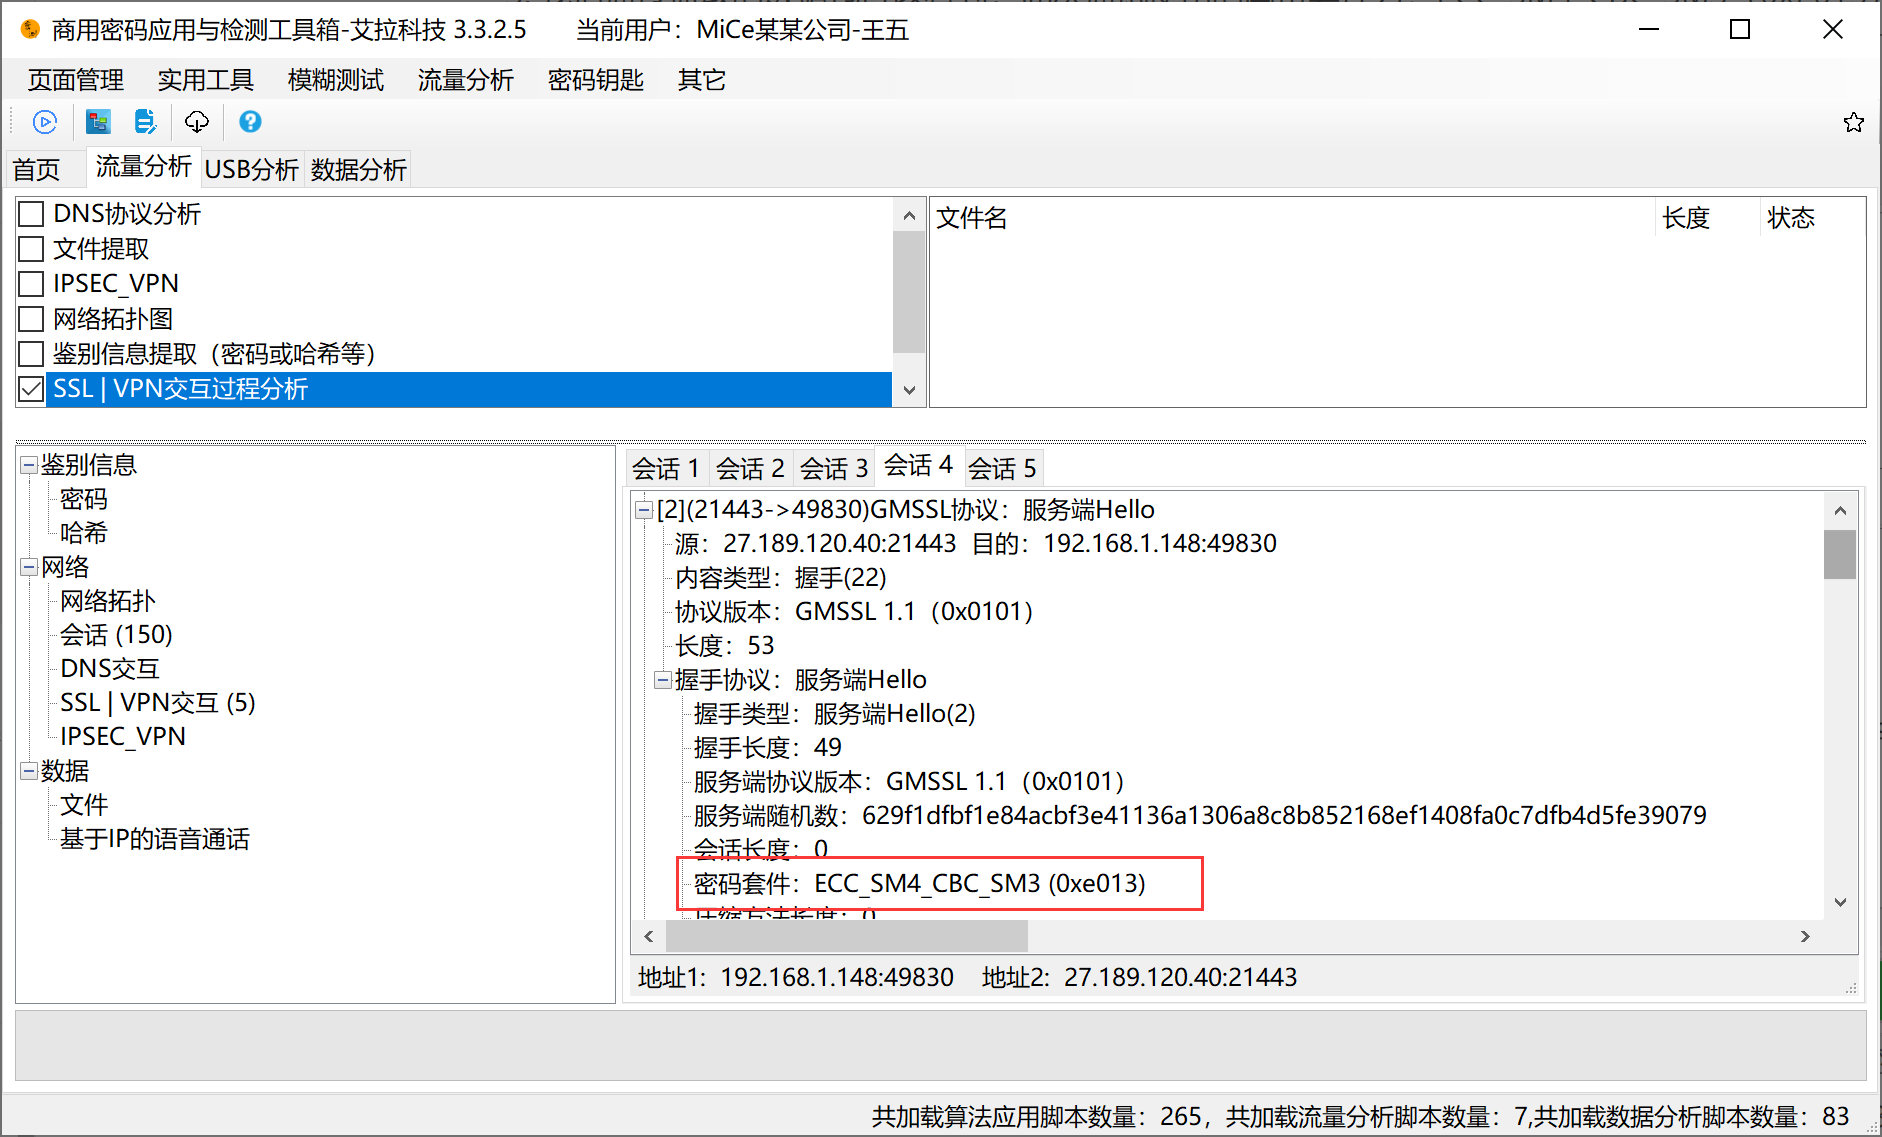 商用密码应用与检测工具箱-艾拉科技 3.3.2.5 当前用户：MiCe某某公司-王五
页面管理 实用工具 模糊测试 流量分析 密码钥匙 其它
首页 流量分析 USB分析 数据分析
DNS协议分析
文件提取
IPSEC_VPN
网络拓扑图
鉴别信息提取（密码或哈希等）
SSL | VPN交互过程分析
文件名 长度 状态
鉴别信息
密码
哈希
网络
网络拓扑
会话 (150)
DNS交互
SSL | VPN交互 (5)
IPSEC_VPN
数据
文件
基于IP的语音通话
会话 1 会话 2 会话 3 会话 4 会话 5
[2](21443->49830)GMSSL协议：服务端Hello
源：27.189.120.40:21443 目的：192.168.1.148:49830
内容类型：握手(22)
协议版本：GMSSL 1.1（0x0101）
长度：53
握手协议：服务端Hello
握手类型：服务端Hello(2)
握手长度：49
服务端协议版本：GMSSL 1.1（0x0101）
服务端随机数：629f1dfbf1e84acbf3e41136a1306a8c8b852168ef1408fa0c7dfb4d5fe39079
会话长度：0
密码套件：ECC_SM4_CBC_SM3 (0xe013)
压缩方法长度：0
地址1：192.168.1.148:49830 地址2：27.189.120.40:21443
共加载算法应用脚本数量：265，共加载流量分析脚本数量：7,共加载数据分析脚本数量：83